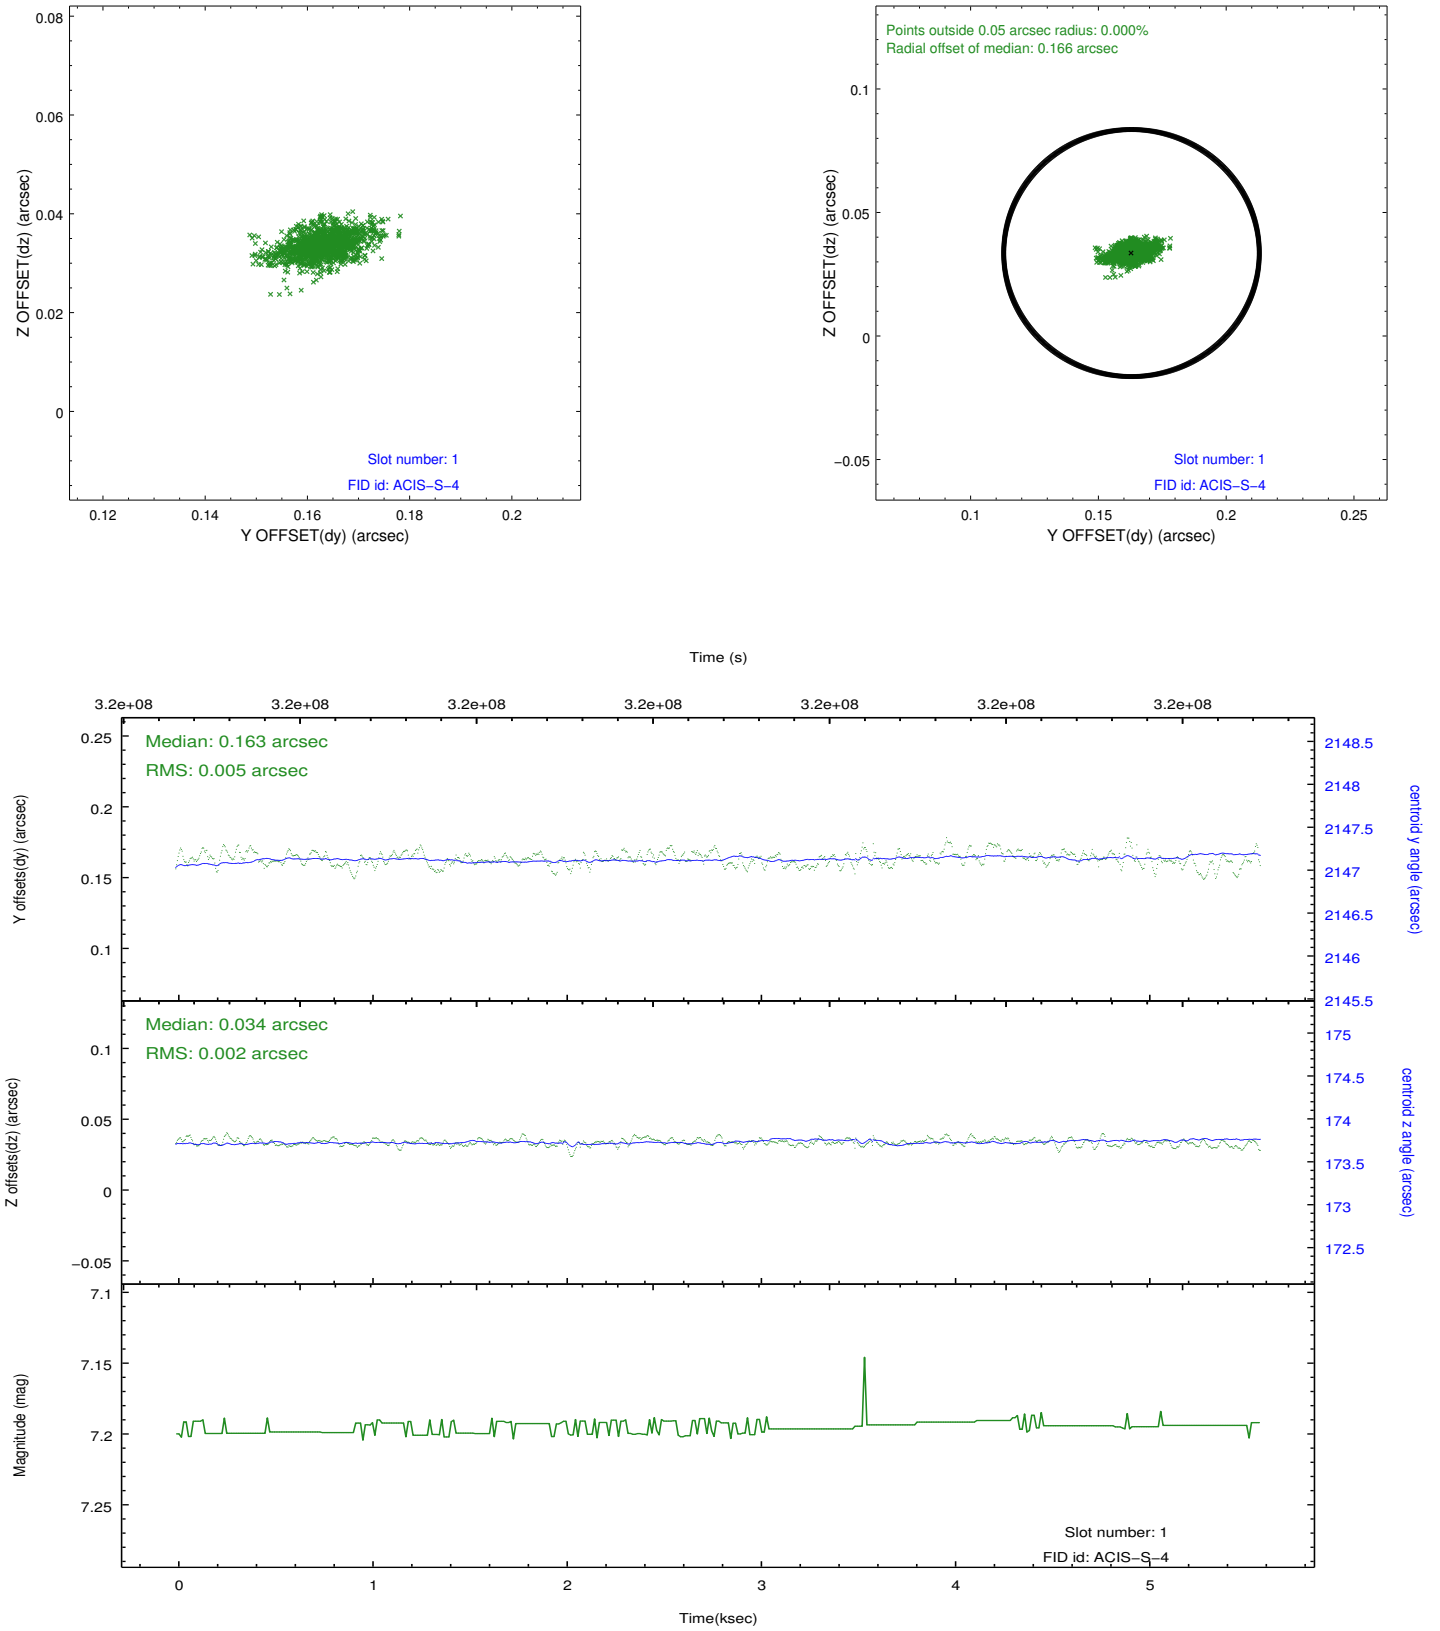 0.08
0.06
0.04
0.02
0
Z OFFSET(dz) (arcsec)
Slot number: 1
FID id: ACIS−S−4
0.12 0.14 0.16 0.18 0.2
Y OFFSET(dy) (arcsec)
Points outside 0.05 arcsec radius: 0.000%
Radial offset of median: 0.166 arcsec
0.1
0.05
0
−0.05
Z OFFSET(dz) (arcsec)
Slot number: 1
FID id: ACIS−S−4
0.1 0.15 0.2 0.25
Y OFFSET(dy) (arcsec)
Time (s)
3.2e+08 3.2e+08 3.2e+08 3.2e+08 3.2e+08 3.2e+08 3.2e+08
Median: 0.163 arcsec
RMS: 0.005 arcsec
0.25
0.2
0.15
0.1
Y offsets(dy) (arcsec)
2148.5
2148
2147.5
2147
2146.5
2146
2145.5
centroid y angle (arcsec)
Median: 0.034 arcsec
RMS: 0.002 arcsec
0.1
0.05
0
−0.05
Z offsets(dz) (arcsec)
175
174.5
174
173.5
173
172.5
centroid z angle (arcsec)
7.1
7.15
7.2
7.25
Magnitude (mag)
Slot number: 1
FID id: ACIS−S−4
0 1 2 3 4 5
Time(ksec)